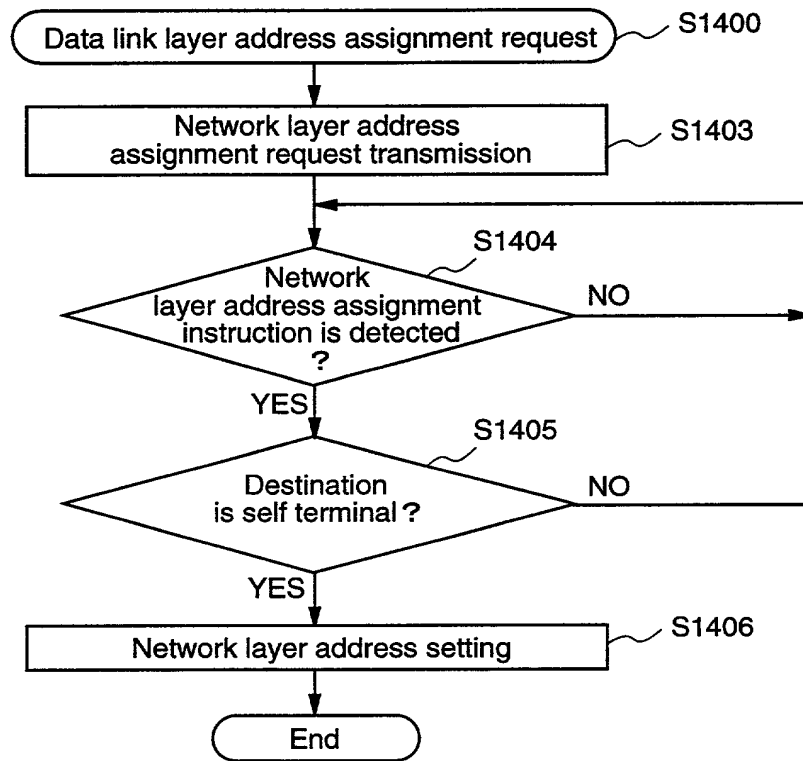 Data link layer address assignment request
S1400
Network layer address
assignment request transmission
S1403
S1404
Network
layer address assignment
instruction is detected
?
NO
YES
S1405
Destination
is self terminal?
NO
YES
Network layer address setting
S1406
End